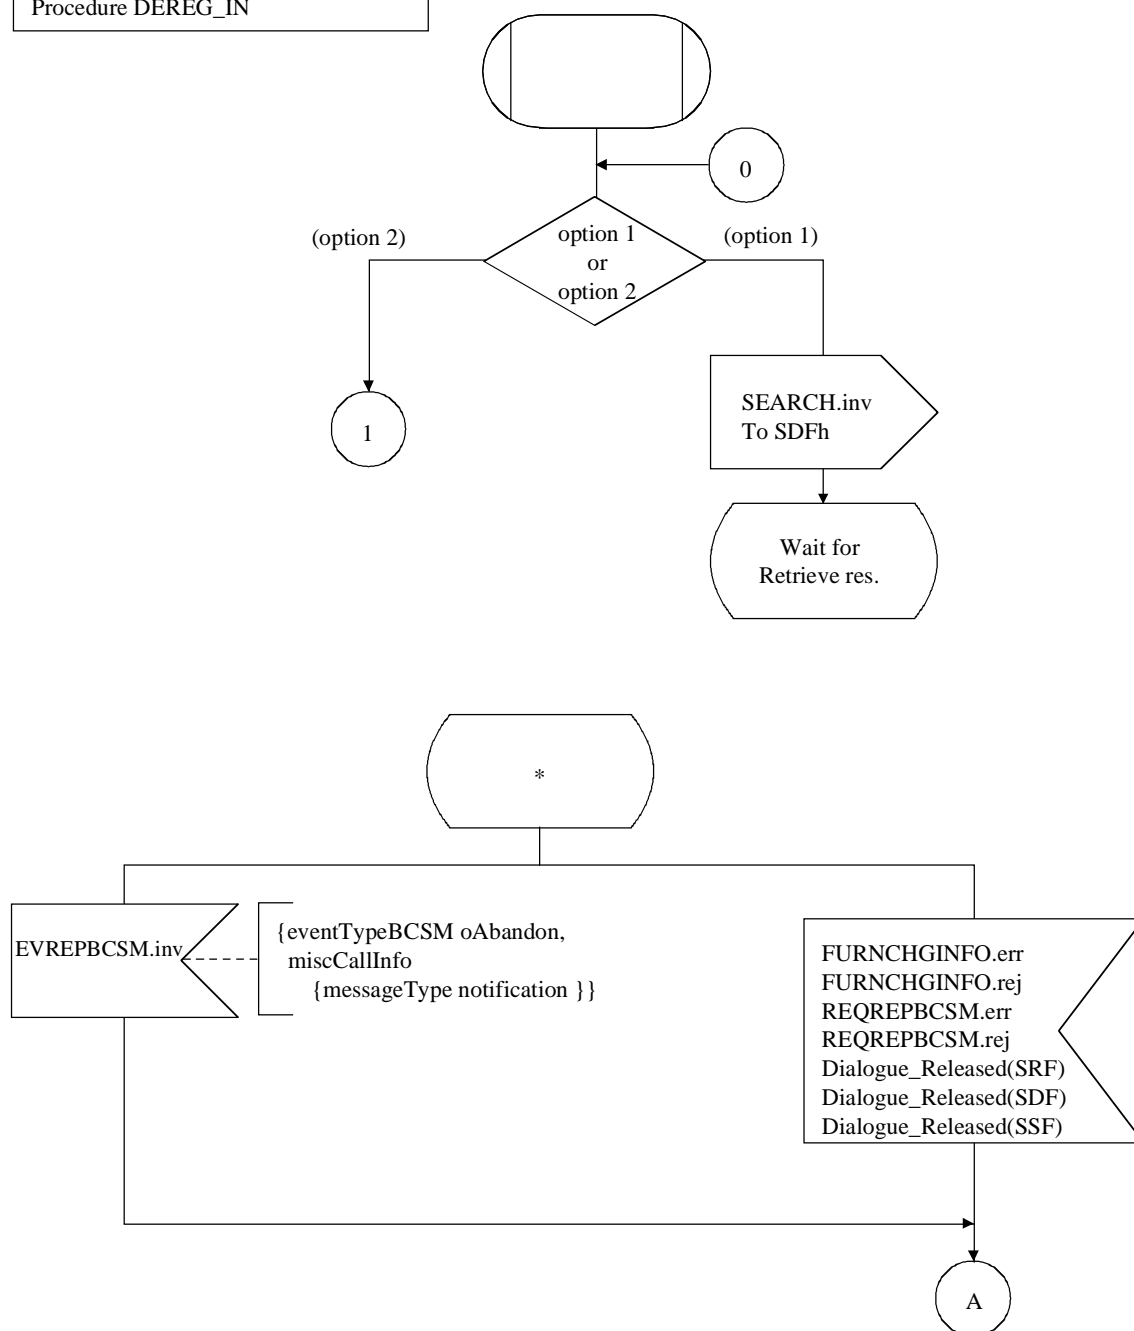 Procedure DEREG_IN
0
(option 2)
option 1
or
option 2
(option 1)
1
SEARCH.inv
To SDFh
Wait for
Retrieve res.
*
EVREPBCSM.inv
{eventTypeBCSM oAbandon,
miscCallInfo
{messageType notification }}
FURNCHGINFO.err
FURNCHGINFO.rej
REQREPBCSM.err
REQREPBCSM.rej
Dialogue_Released(SRF)
Dialogue_Released(SDF)
Dialogue_Released(SSF)
A